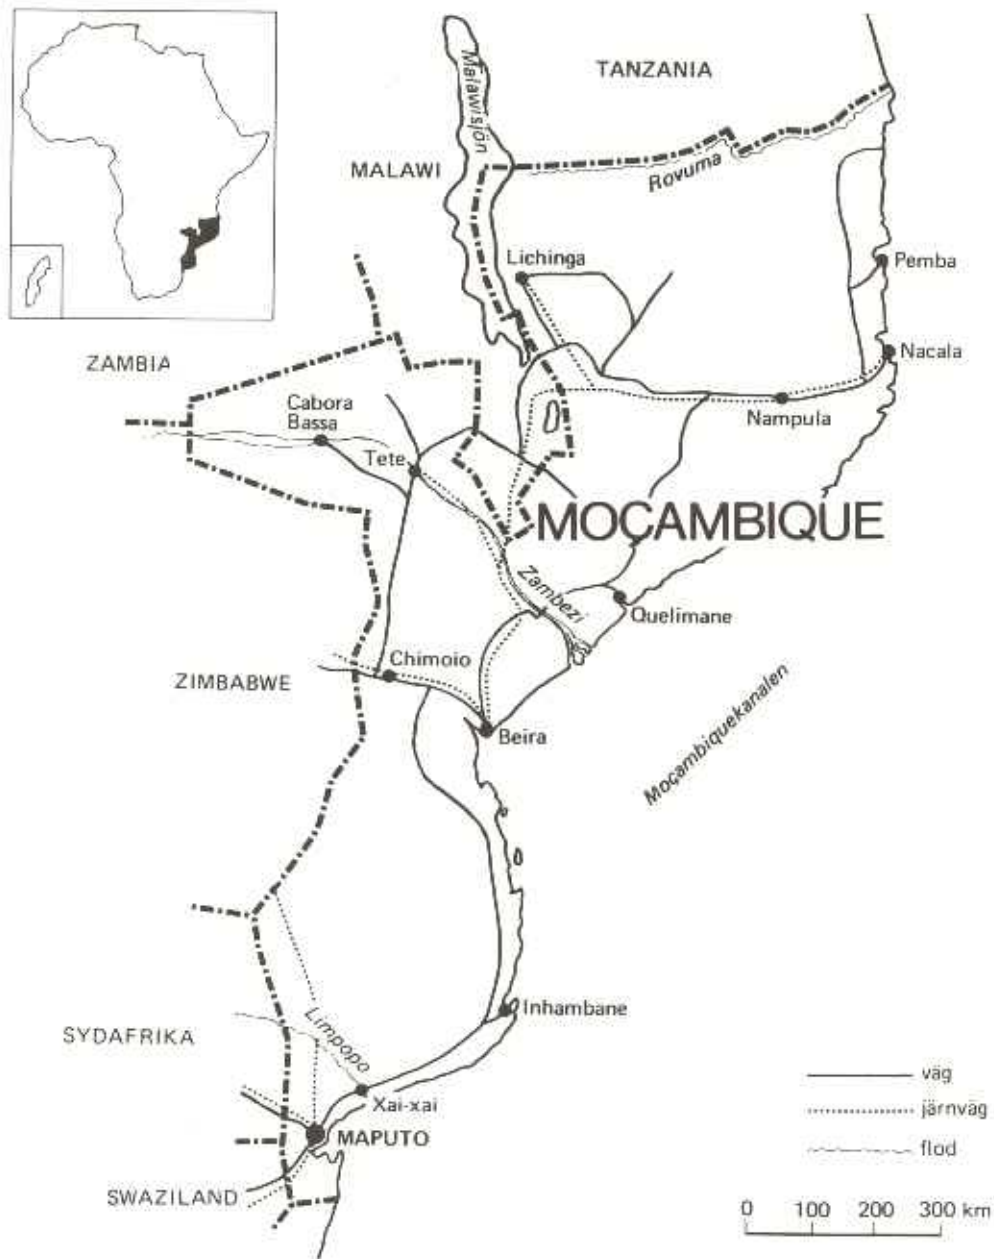 TANZANIA
Malawisjön
MALAWI
Rovuma
Lichinga
Pemba
ZAMBIA
Nacala
Cabora
Bassa
Nampula
Tete
MOÇAMBIQUE
Zambezi
Quelimane
Chimoio
ZIMBABWE
Beira
Moçambiquekanalen
Inhambane
Limpopo
SYDAFRIKA
väg
Xai-xai
järnväg
MAPUTO
flod
SWAZILAND
0 100 200 300 km